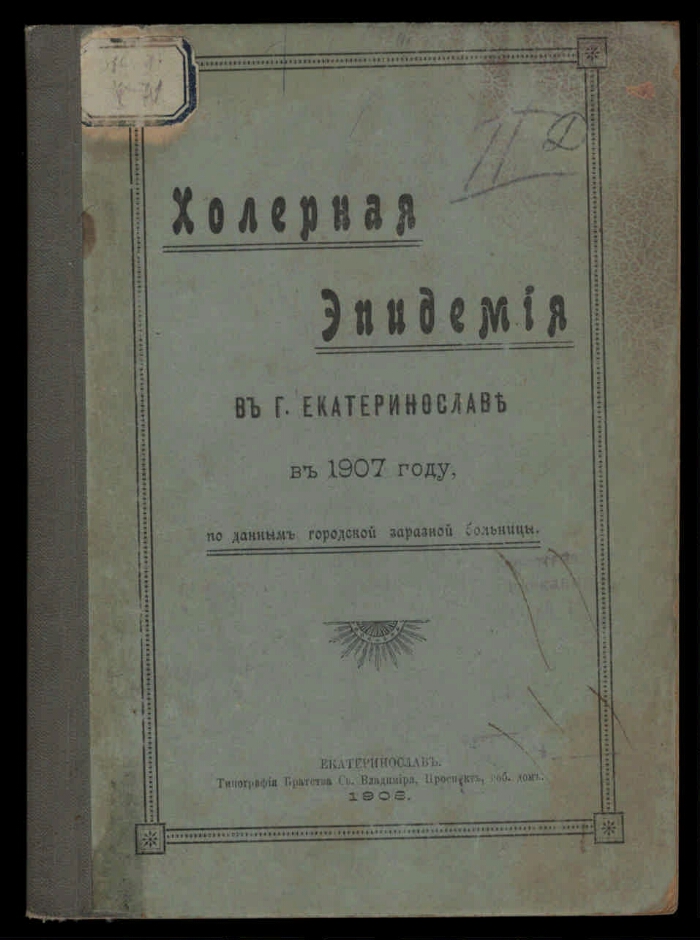 Холерная
Эпидемія
ВЪ Г. ЕКАТЕРИНОСЛАВѢ
въ 1907 году,
по даннымъ городской заразной больницы.
ЕКАТЕРИНОСЛАВЪ.
Типографія Братства Св. Владиміра, Проспектъ, соб. домъ.
1908.